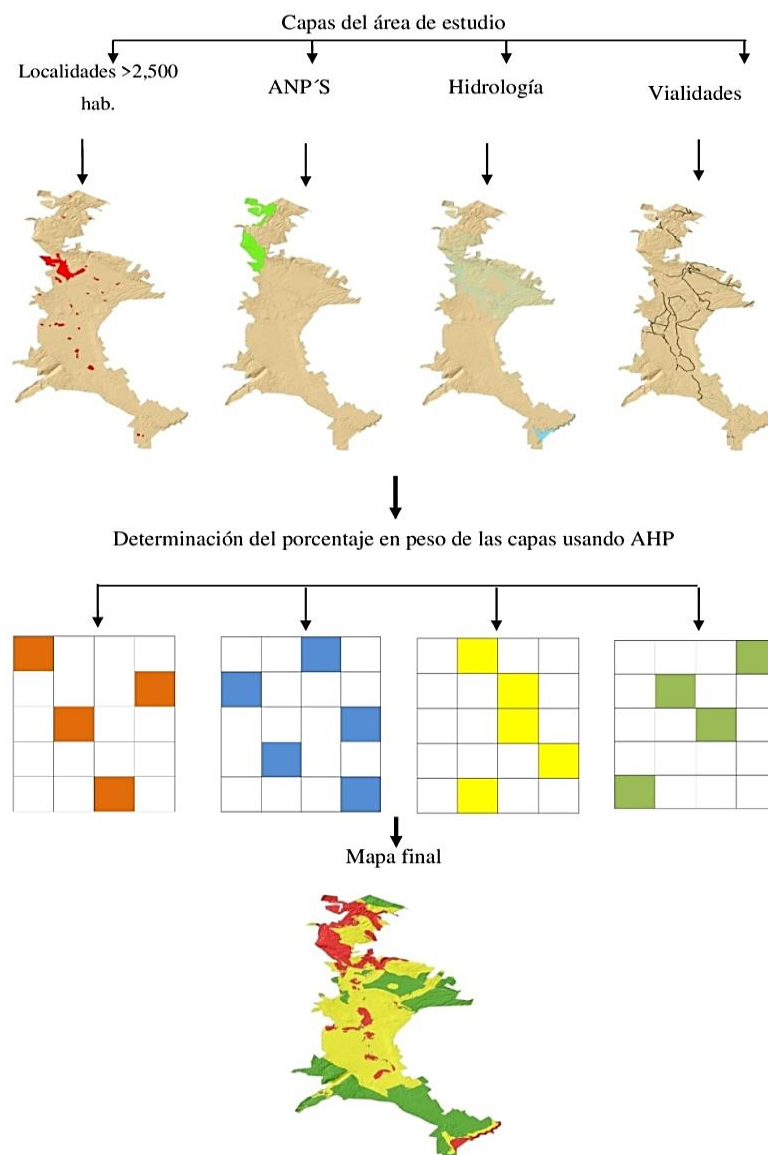 Capas del área de estudio
Localidades >2,500
hab.
ANP´S
Hidrología
Vialidades
Determinación del porcentaje en peso de las capas usando AHP
Mapa final